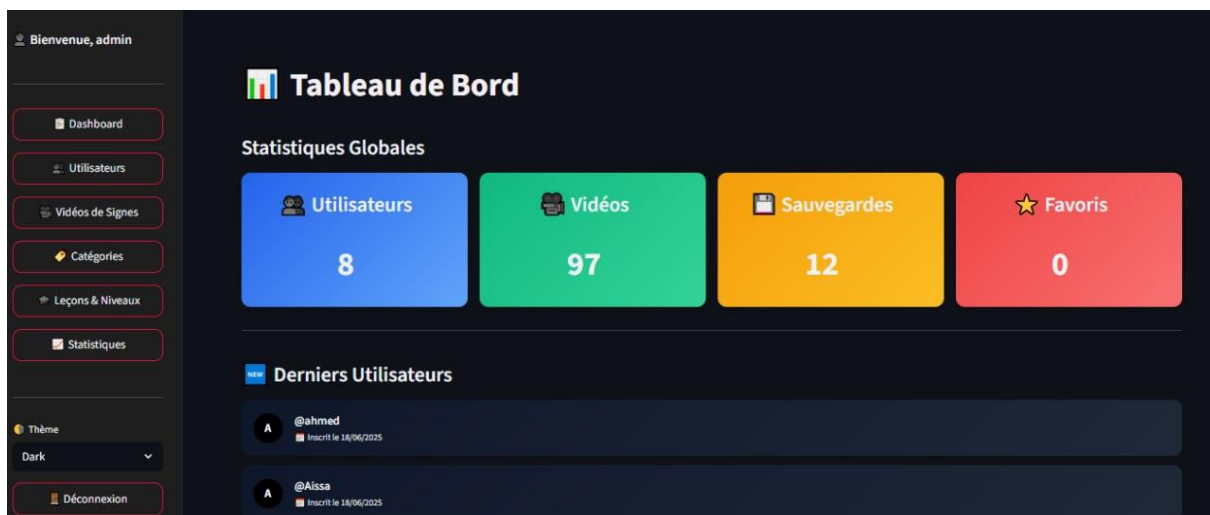 Bienvenue, admin
Dashboard
Utilisateurs
Vidéos de Signes
Catégories
Leçons & Niveaux
Statistiques
Thème
Dark
Déconnexion
Tableau de Bord
Statistiques Globales
Utilisateurs
8
Vidéos
97
Sauvegardes
12
Favoris
0
NEW Derniers Utilisateurs
A
@ahmed
Inscrit le 18/06/2025
A
@Aissa
Inscrit le 18/06/2025